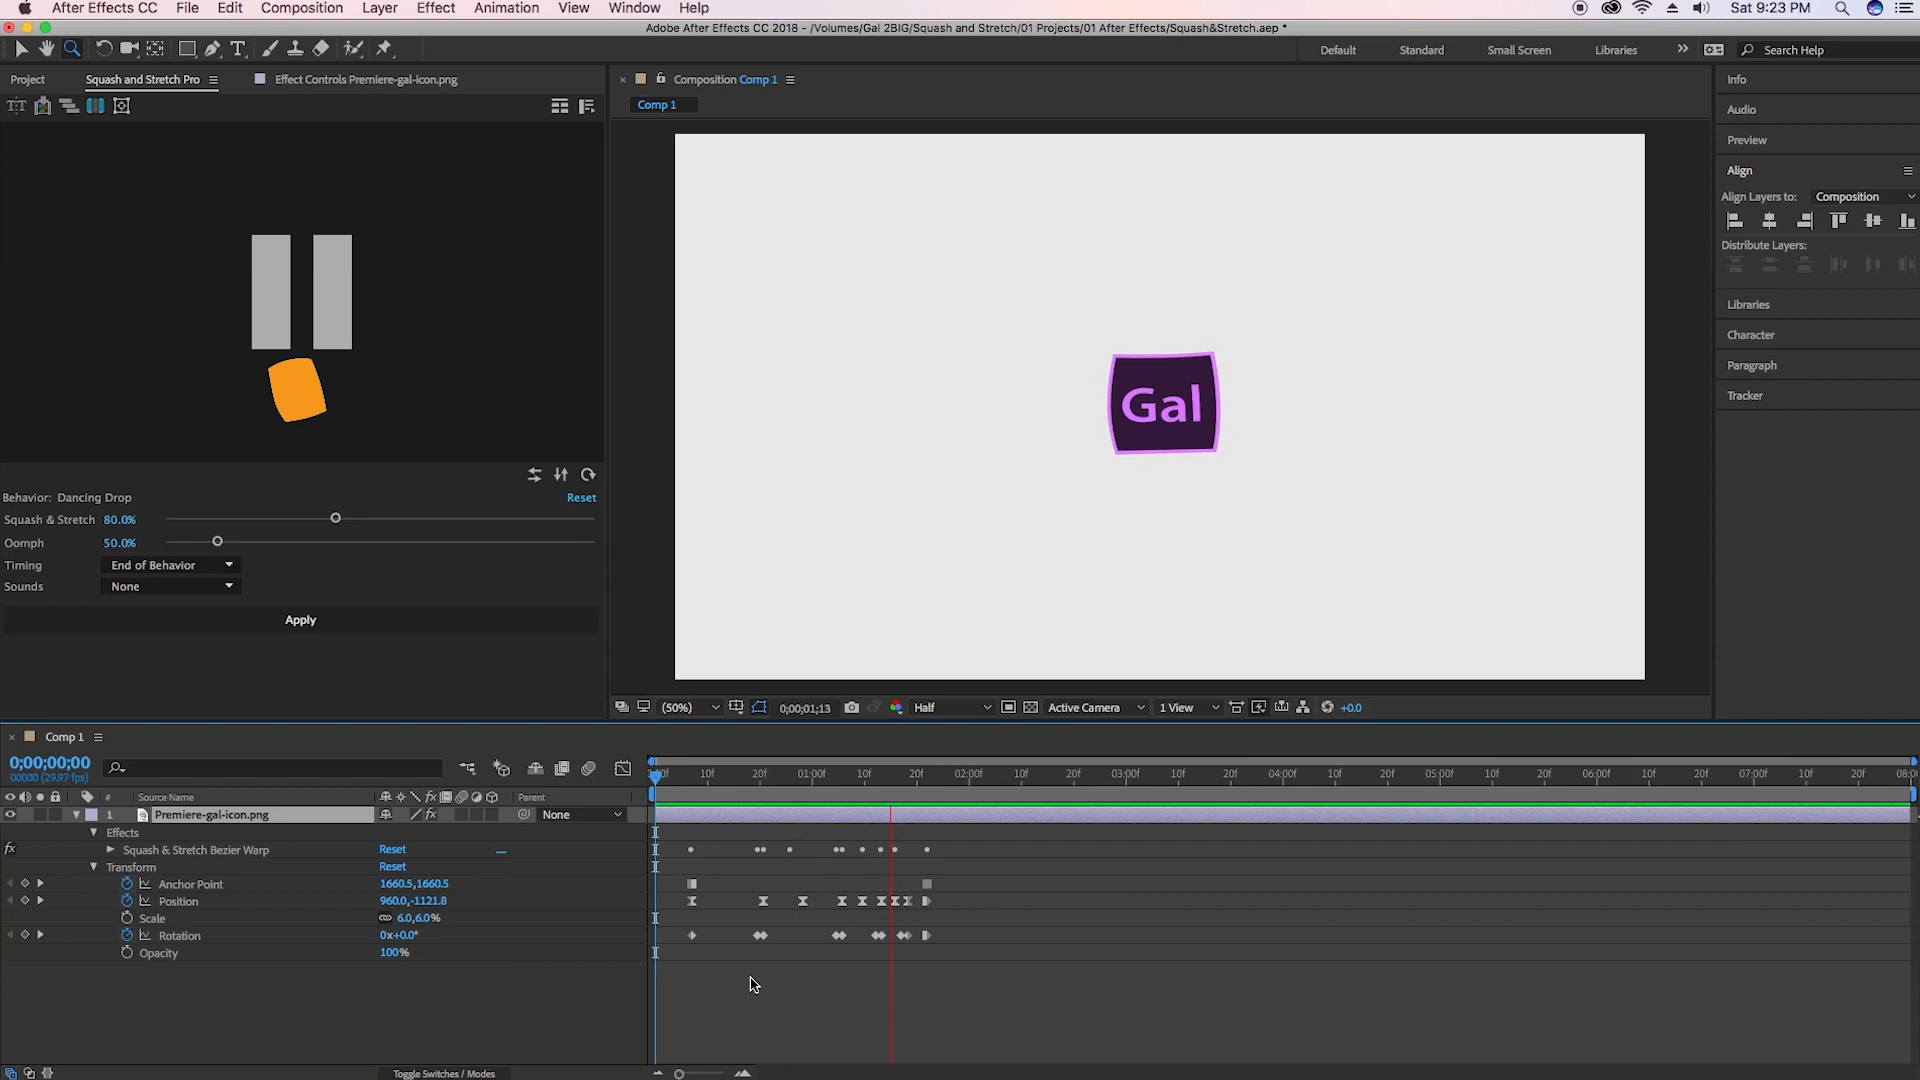 After Effects CC File Edit Composition Layer Effect Animation View Window Help Sat 9:23 PM
Adobe After Effects CC 2018 - /Volumes/Gal 2BIG/Squash and Stretch/01 Projects/01 After Effects/Squash&Stretch.aep *
Default Standard Small Screen Libraries Search Help
Project Squash and Stretch Pro Effect Controls Premiere-gal-icon.png
Composition Comp 1
Comp 1
Info
Audio
Preview
Align
Align Layers to: Composition
Distribute Layers:
Libraries
Character
Paragraph
Tracker
Gal
Behavior: Dancing Drop Reset
Squash & Stretch 80.0%
Oomph 50.0%
Timing End of Behavior
Sounds None
Apply
(50%) 0;00;01;13 Half Active Camera 1 View +0.0
Comp 1
0;00;00;00
00000 (29.97 fps)
10f 20f 01:00f 10f 20f 02:00f 10f 20f 03:00f 10f 20f 04:00f 10f 20f 05:00f 10f 20f 06:00f 10f 20f 07:00f 10f 20f
# Source Name Parent
1 Premiere-gal-icon.png None
Effects
fx Squash & Stretch Bezier Warp Reset
Transform Reset
Anchor Point 1660.5,1660.5
Position 960.0,-1121.8
Scale 6.0,6.0%
Rotation 0x+0.0°
Opacity 100%
Toggle Switches / Modes